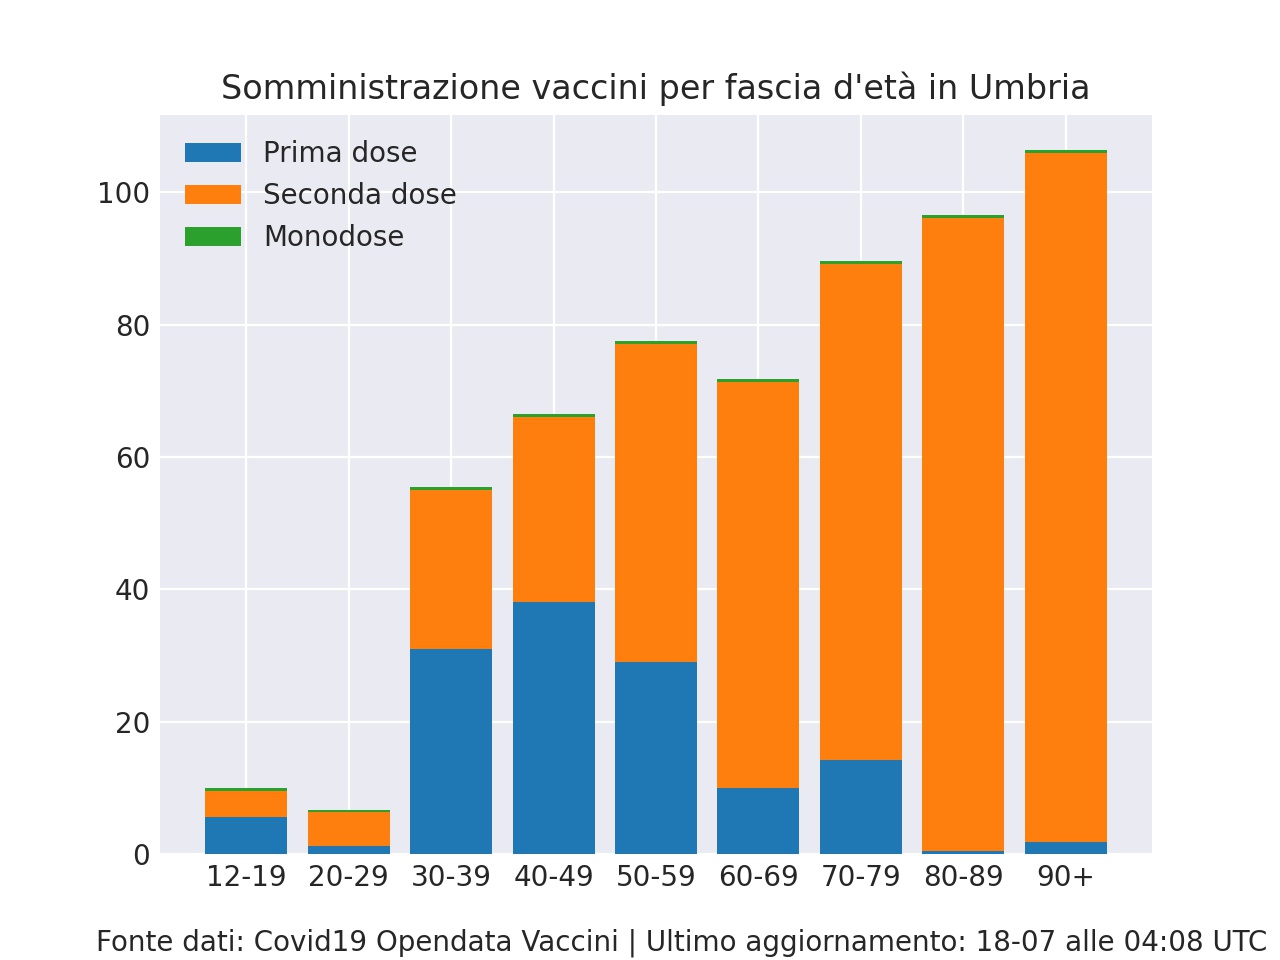 Somministrazione vaccini per fascia d'età in Umbria
Prima dose
Seconda dose
Monodose
100
80
60
40
20
0
12-19 20-29 30-39 40-49 50-59 60-69 70-79 80-89 90+
Fonte dati: Covid19 Opendata Vaccini | Ultimo aggiornamento: 18-07 alle 04:08 UTC